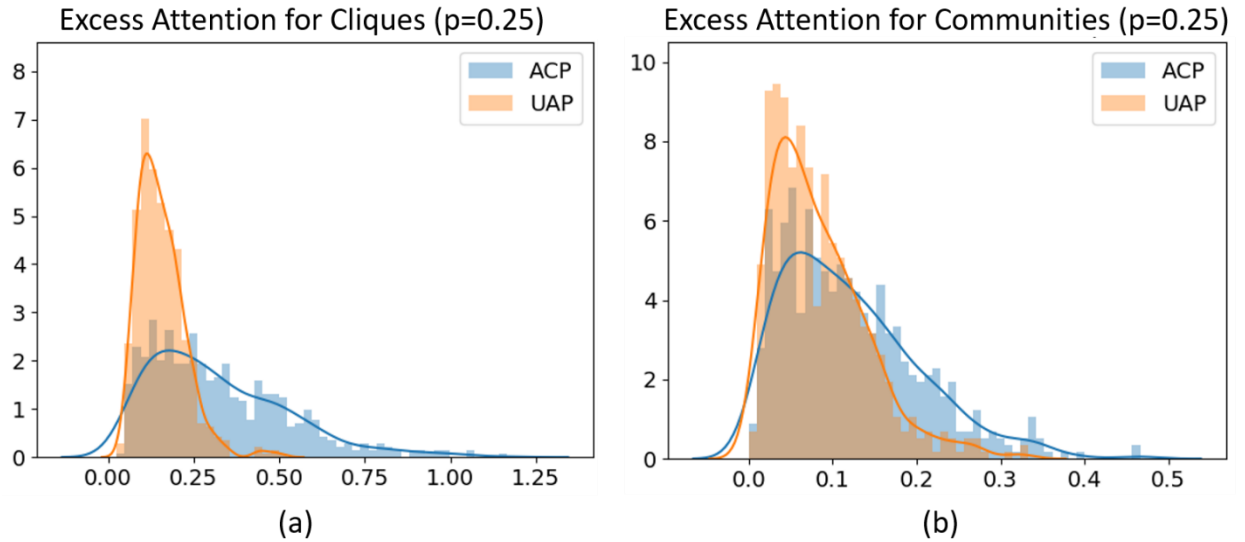 Excess Attention for Cliques (p=0.25)
8
7
6
5
4
3
2
1
0
ACP
UAP
0.00 0.25 0.50 0.75 1.00 1.25
(a)
Excess Attention for Communities (p=0.25)
10
8
6
4
2
0
ACP
UAP
0.0 0.1 0.2 0.3 0.4 0.5
(b)